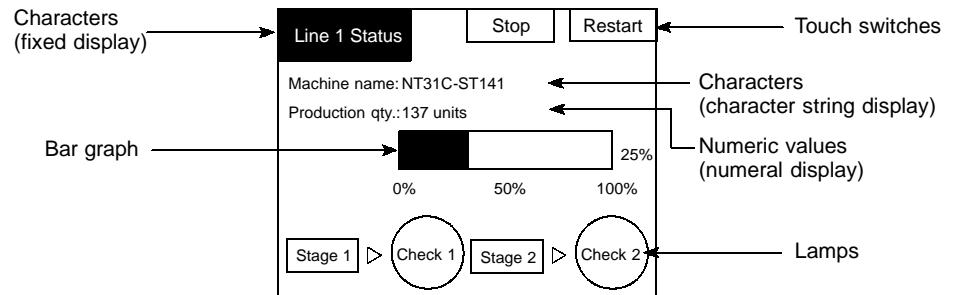 Characters
(fixed display)
Line 1 Status
Stop
Restart
Touch switches
Machine name: NT31C-ST141
Characters
(character string display)
Production qty.: 137 units
Numeric values
(numeral display)
Bar graph
25%
0%
50%
100%
Stage 1
Check 1
Stage 2
Check 2
Lamps